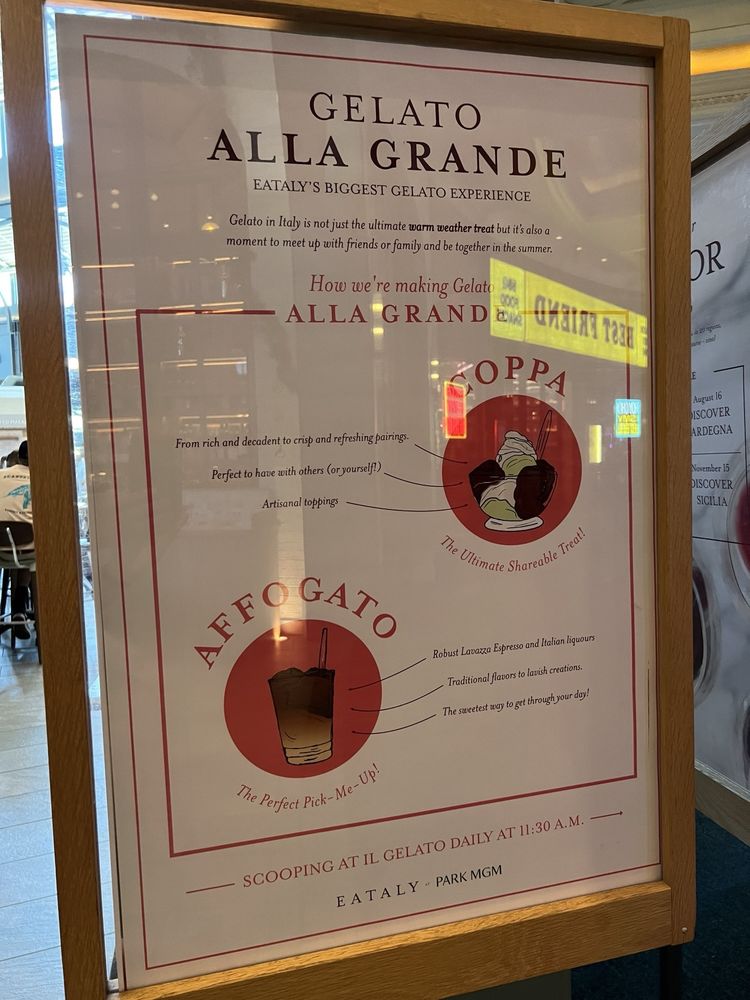 GELATO
ALLA GRANDE
EATALY'S BIGGEST GELATO EXPERIENCE
Gelato in Italy is not just the ultimate warm weather treat but it's also a
moment to meet up with friends or family and be together in the summer.
How we're making Gelato
ALLA GRANDE
COPPA
From rich and decadent to crisp and refreshing pairings.
Perfect to have with others (or yourself!)
Artisanal toppings
The Ultimate Shareable Treat!
AFFOGATO
Robust Lavazza Espresso and Italian liquours
Traditional flavors to lavish creations.
The sweetest way to get through your day!
The Perfect Pick-Me-Up!
SCOOPING AT IL GELATO DAILY AT 11:30 A.M.
EATALY PARK MGM
BEST FRIEND
OR
August 16
DISCOVER
ARDEGNA
November 15
DISCOVER
SICILIA